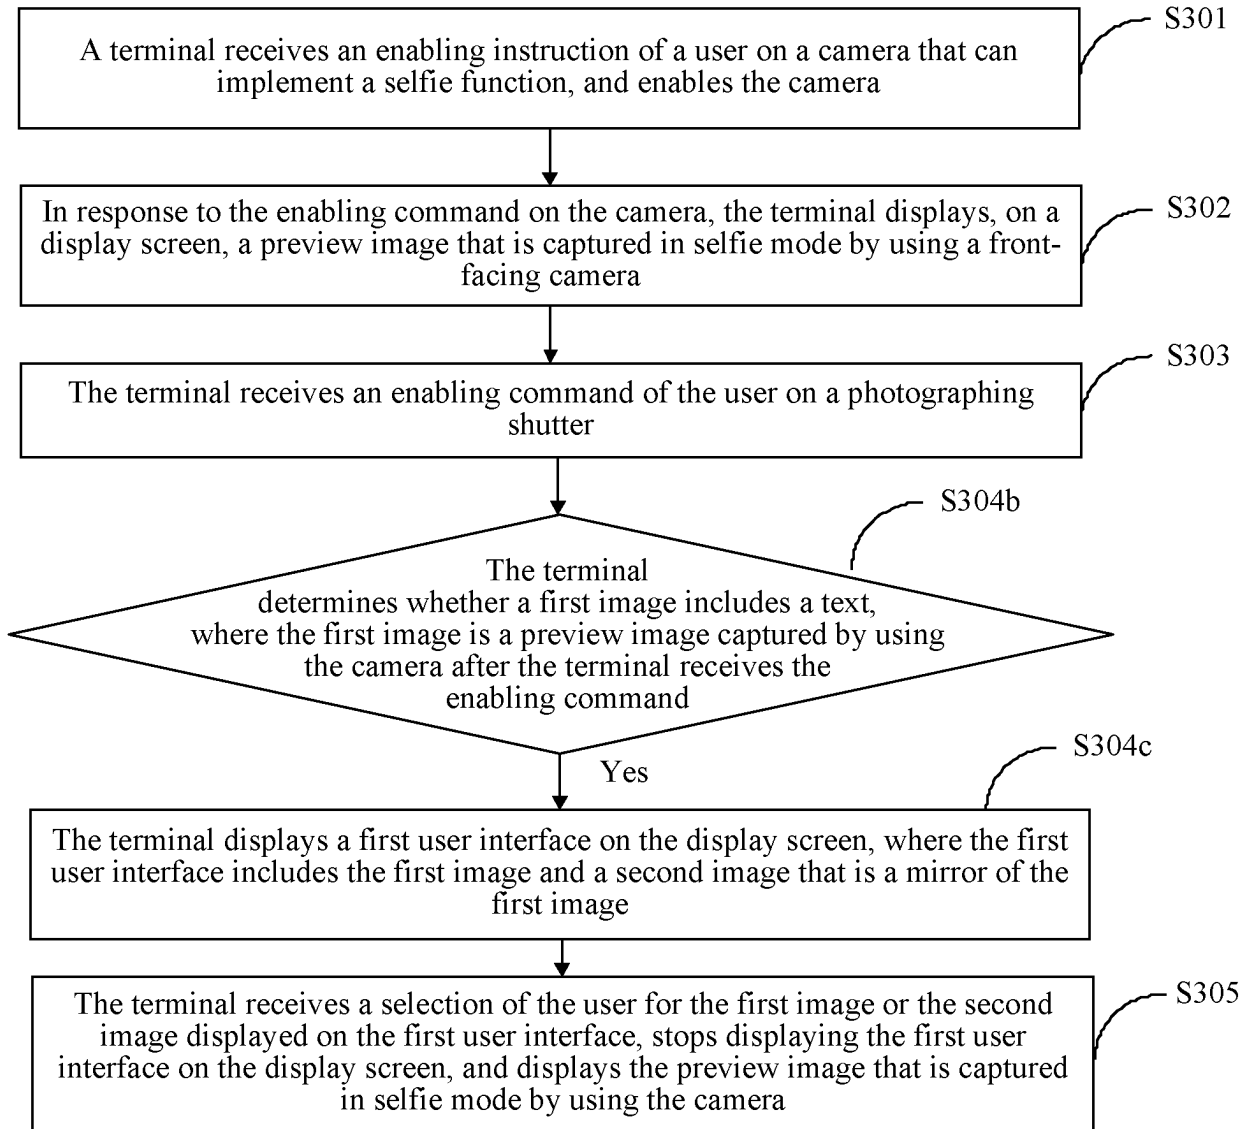 S301
A terminal receives an enabling instruction of a user on a camera that can
implement a selfie function, and enables the camera
S302
In response to the enabling command on the camera, the terminal displays, on a
display screen, a preview image that is captured in selfie mode by using a front-
facing camera
S303
The terminal receives an enabling command of the user on a photographing
shutter
S304b
The terminal
determines whether a first image includes a text,
where the first image is a preview image captured by using
the camera after the terminal receives the
enabling command
S304c
Yes
The terminal displays a first user interface on the display screen, where the first
user interface includes the first image and a second image that is a mirror of the
first image
S305
The terminal receives a selection of the user for the first image or the second
image displayed on the first user interface, stops displaying the first user
interface on the display screen, and displays the preview image that is captured
in selfie mode by using the camera